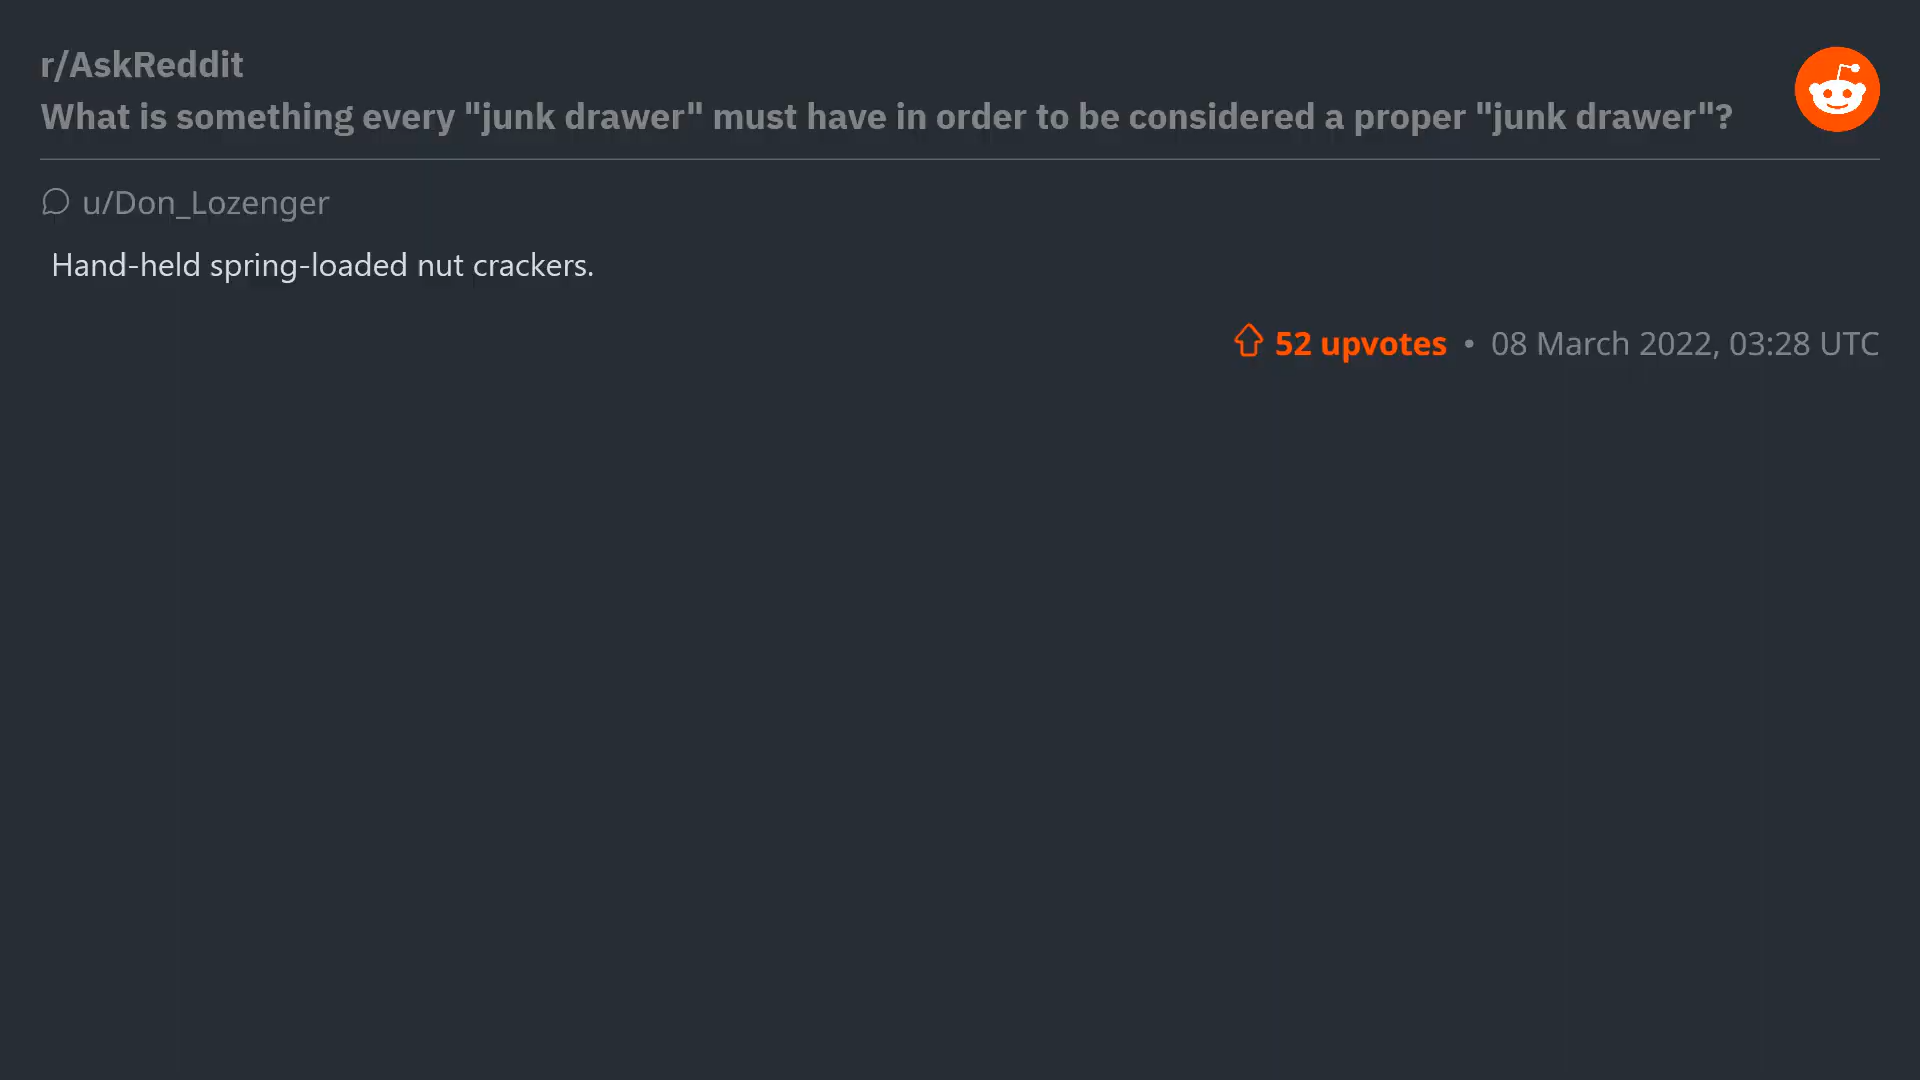 r/AskReddit
What is something every "junk drawer" must have in order to be considered a proper "junk drawer"?
u/Don_Lozenger
Hand-held spring-loaded nut crackers.
52 upvotes • 08 March 2022, 03:28 UTC